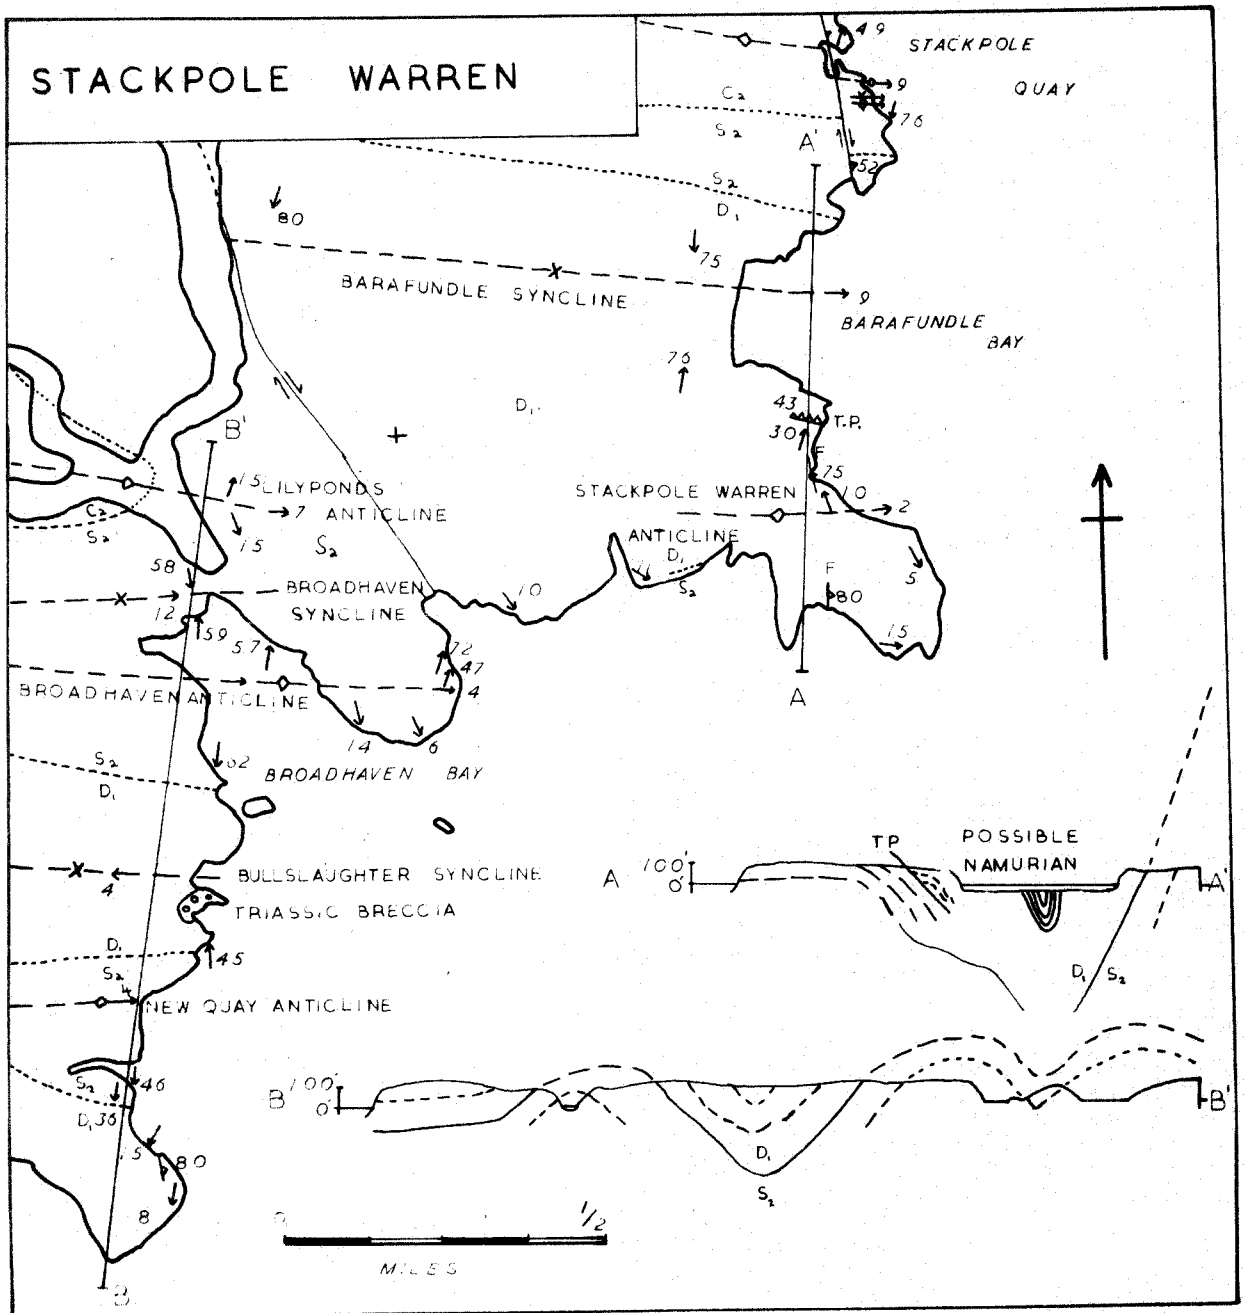 STACKPOLE WARREN
49
STACKPOLE
QUAY
9
76
C₂
S₂
A'
52
S₂
D₁
80
75
BARAFUNDLE SYNCLINE
9
BARAFUNDLE
BAY
76
D₁
43
T.P.
30
F
75
B'
15
LILYPONDS
7 ANTICLINE
C₂
S₂
15
S₂
STACKPOLE WARREN
10
2
ANTICLINE
D₁
S₂
58
BROADHAVEN
SYNCLINE
12
10
5
F
80
15
59
57
72
47
4
BROADHAVEN ANTICLINE
A
14
6
S₂
D₁
62
BROADHAVEN BAY
4
BULLSLAUGHTER SYNCLINE
TRIASSIC BRECCIA
D₁
S₂
45
4
NEW QUAY ANTICLINE
S₂
46
D₁
36
15
80
8
B
TP
POSSIBLE
NAMURIAN
A
100'
0'
A'
D₁
S₂
B
100'
0'
B'
D₁
S₂
0
1/2
MILES